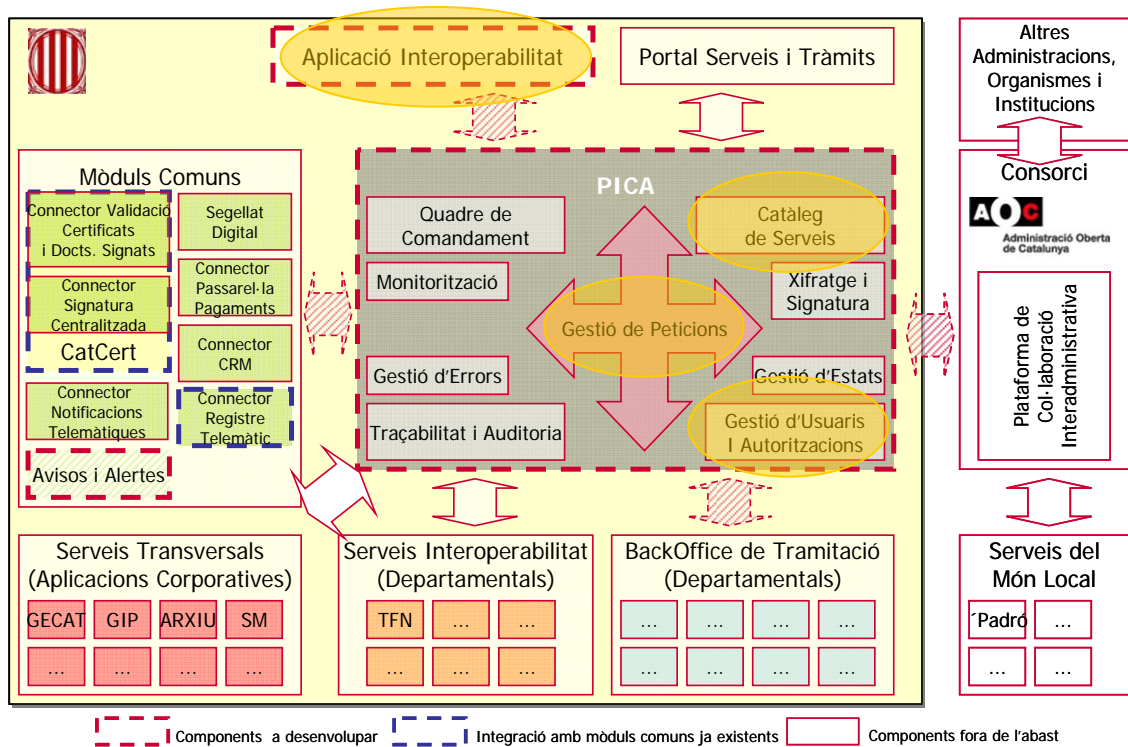 Aplicació Interoperabilitat
Portal Serveis i Tràmits
Altres
Administracions,
Organismes i
Institucions
Mòduls Comuns
Connector Validació
Certificats
i Docts. Signats
Segellat
Digital
Connector
Signatura
Centralitzada
Connector
Passarel·la
Pagaments
CatCert
Connector
CRM
Connector
Notificacions
Telemàtiques
Connector
Registre
Telemàtic
Avisos i Alertes
PICA
Quadre de
Comandament
Catàleg
de Serveis
Monitorització
Xifratge i
Signatura
Gestió de Peticions
Gestió d'Errors
Gestió d'Estats
Traçabilitat i Auditoria
Gestió d'Usuaris
I Autoritzacions
Consorci
AOC
Administració Oberta
de Catalunya
Plataforma de
Col·laboració
Interadministrativa
Serveis Transversals
(Aplicacions Corporatives)
GECAT GIP ARXIU SM
... ... ... ...
Serveis Interoperabilitat
(Departamentals)
TFN ... ...
... ... ...
BackOffice de Tramitació
(Departamentals)
... ... ... ...
... ... ... ...
Serveis del
Món Local
´Padró ...
... ...
Components a desenvolupar
Integració amb mòduls comuns ja existents
Components fora de l'abast